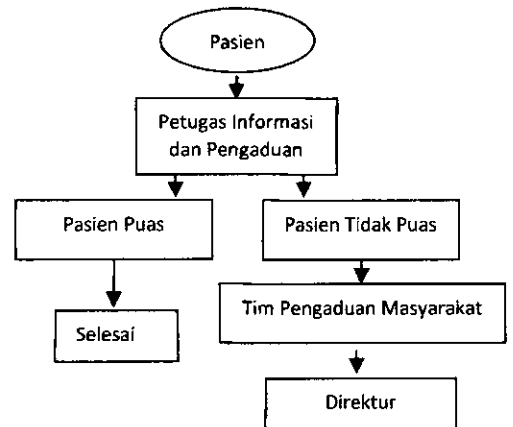 Pasien
Petugas Informasi
dan Pengaduan
Pasien Puas
Pasien Tidak Puas
Selesai
Tim Pengaduan Masyarakat
Direktur